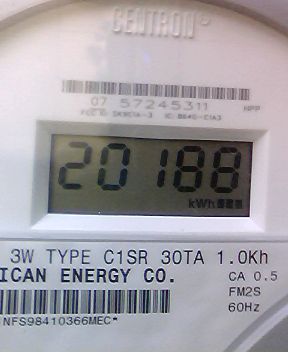 CENTRON
07 57245311 HPP
20188
kWh
3W TYPE C1SR 30TA 1.0Kh
ICAN ENERGY CO. CA 0.5
FM2S
NFS98410366MEC* 60Hz